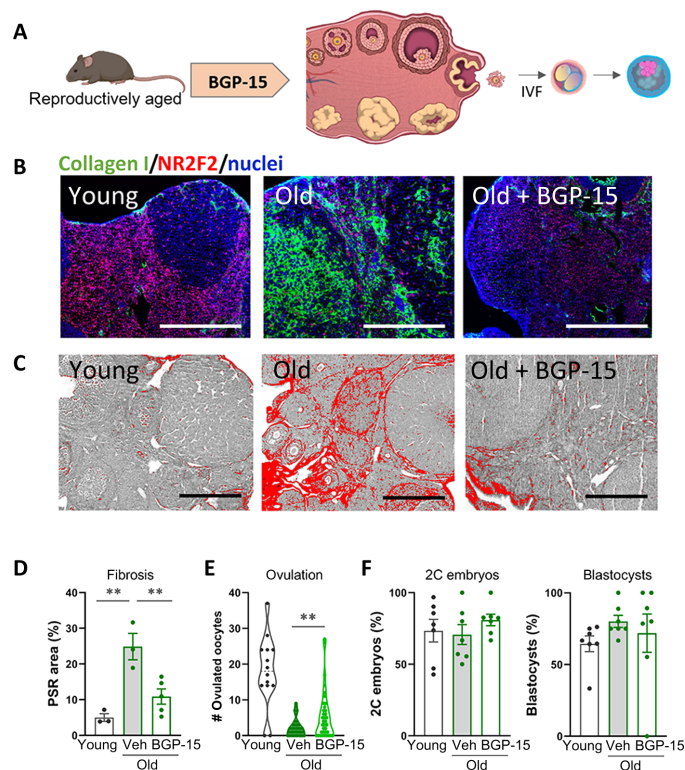 A
Reproductively aged
BGP-15
IVF
B
Collagen I/NR2F2/nuclei
Young
Old
Old + BGP-15
C
Young
Old
Old + BGP-15
D
Fibrosis
**
**
PSR area (%)
40
30
20
10
0
Young
Veh
BGP-15
Old
E
Ovulation
**
# Ovulated oocytes
40
30
20
10
0
Young
Veh
BGP-15
Old
F
2C embryos
2C embryos (%)
100
50
0
Young
Veh
BGP-15
Old
Blastocysts
Blastocysts (%)
100
50
0
Young
Veh
BGP-15
Old